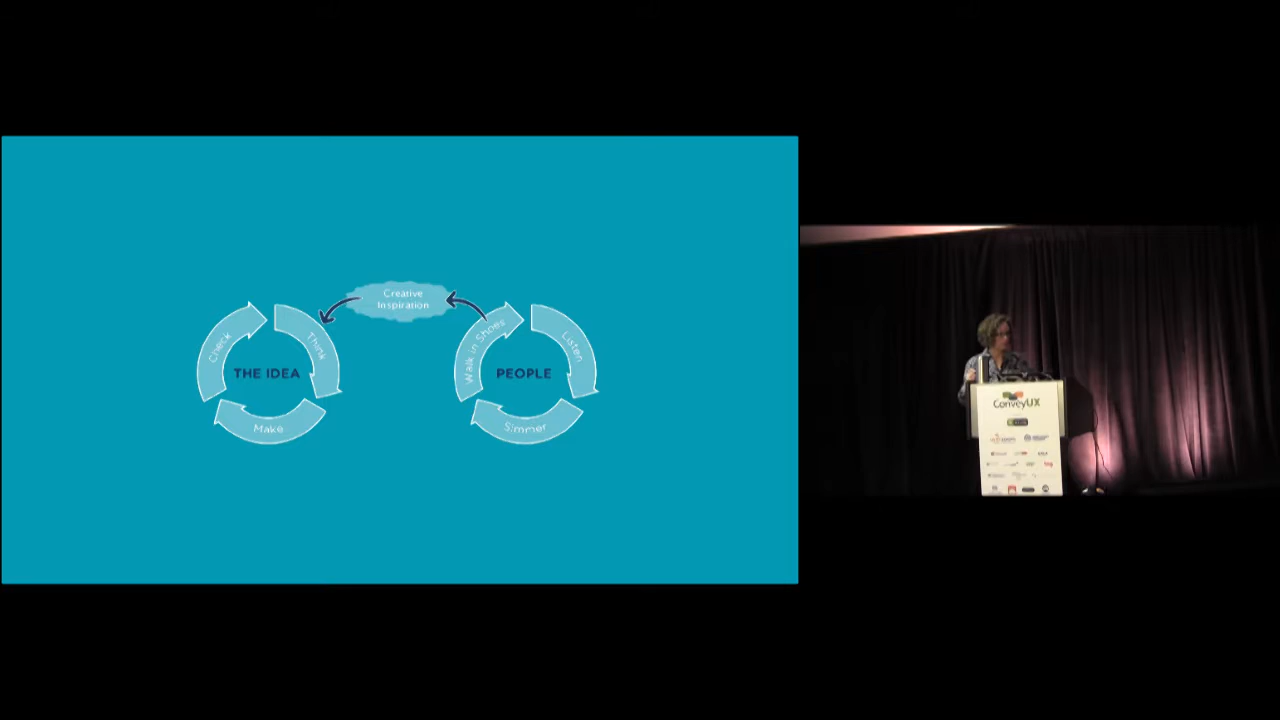 Creative
Inspiration
Check
Think
THE IDEA
Make
Walk in Shoes
Listen
PEOPLE
Simmer
ConveyUX